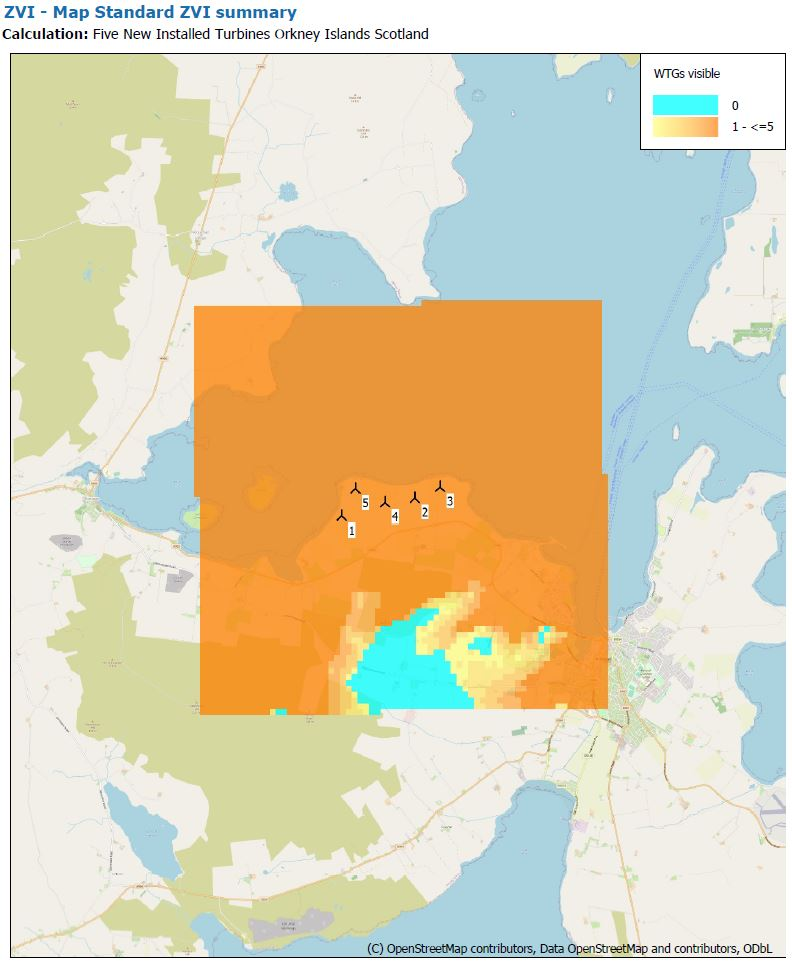 ZVI - Map Standard ZVI summary
Calculation: Five New Installed Turbines Orkney Islands Scotland
WTGs visible
0
1 - <=5
5
3
4
2
1
(C) OpenStreetMap contributors, Data OpenStreetMap and contributors, ODbL